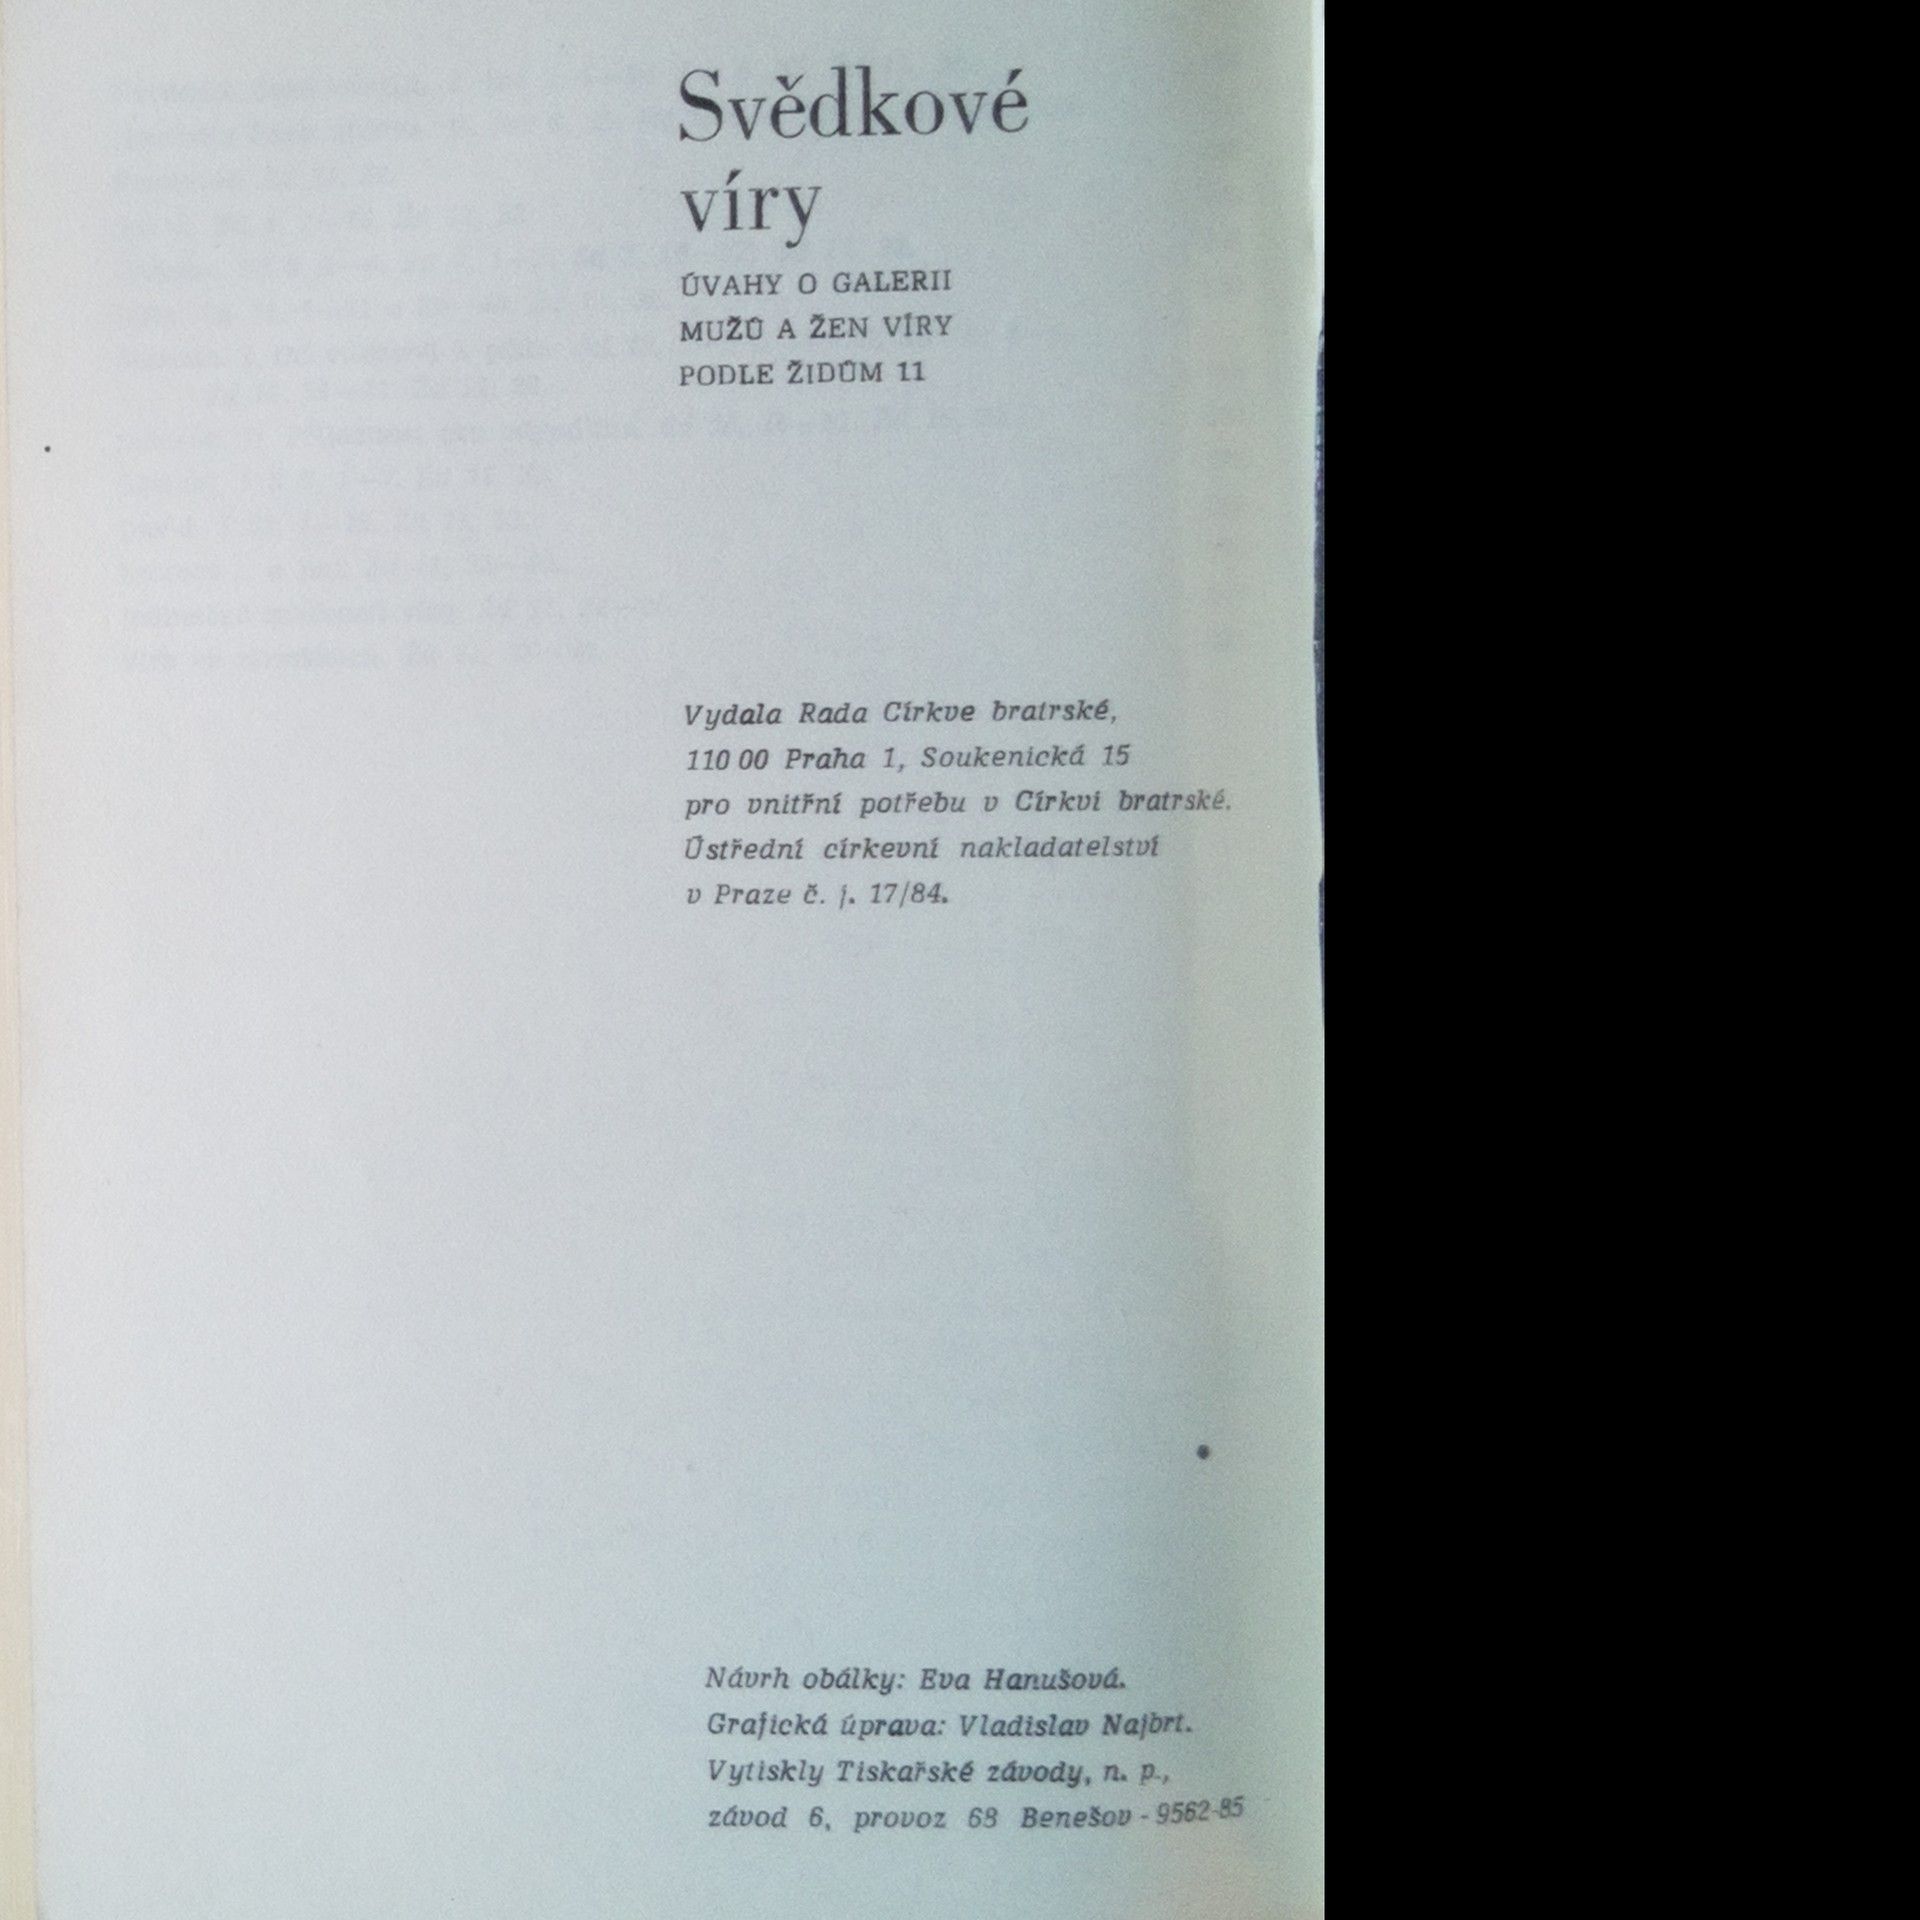 Svědkové
víry
ÚVAHY O GALERII
MUŽŮ A ŽEN VÍRY
PODLE ŽIDŮM 11
Vydala Rada Církve bratrské,
110 00 Praha 1, Soukenická 15
pro vnitřní potřebu v Církvi bratrské.
Ústřední církevní nakladatelství
v Praze č. j. 17/84.
Návrh obálky: Eva Hanušová.
Grafická úprava: Vladislav Najbrt.
Vytiskly Tiskařské závody, n. p.,
závod 6, provoz 68 Benešov - 9562-85